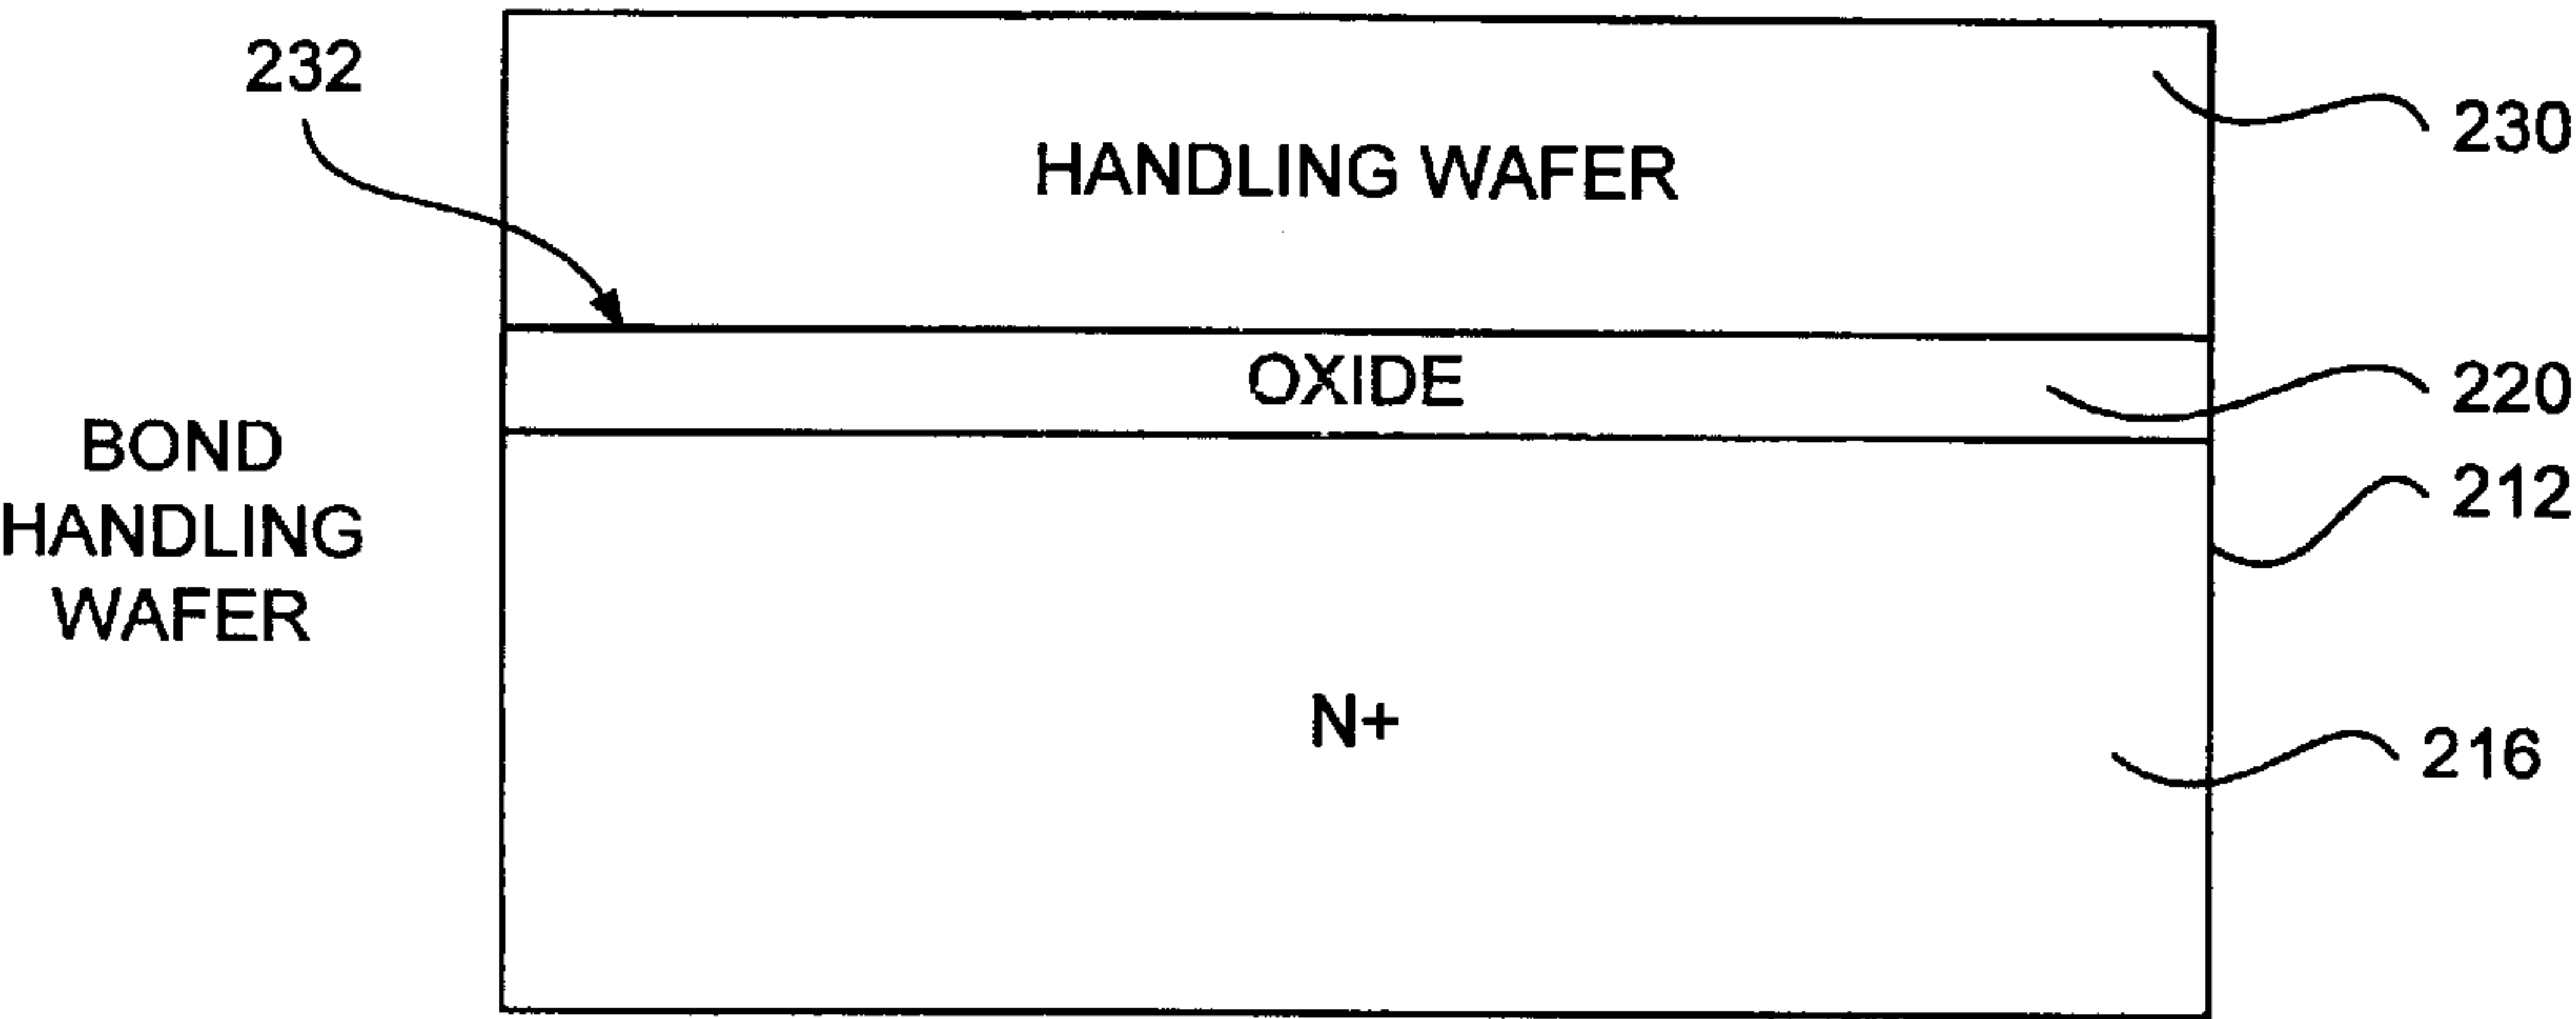 232
HANDLING WAFER
230
OXIDE
220
BOND
HANDLING
WAFER
212
N+
216